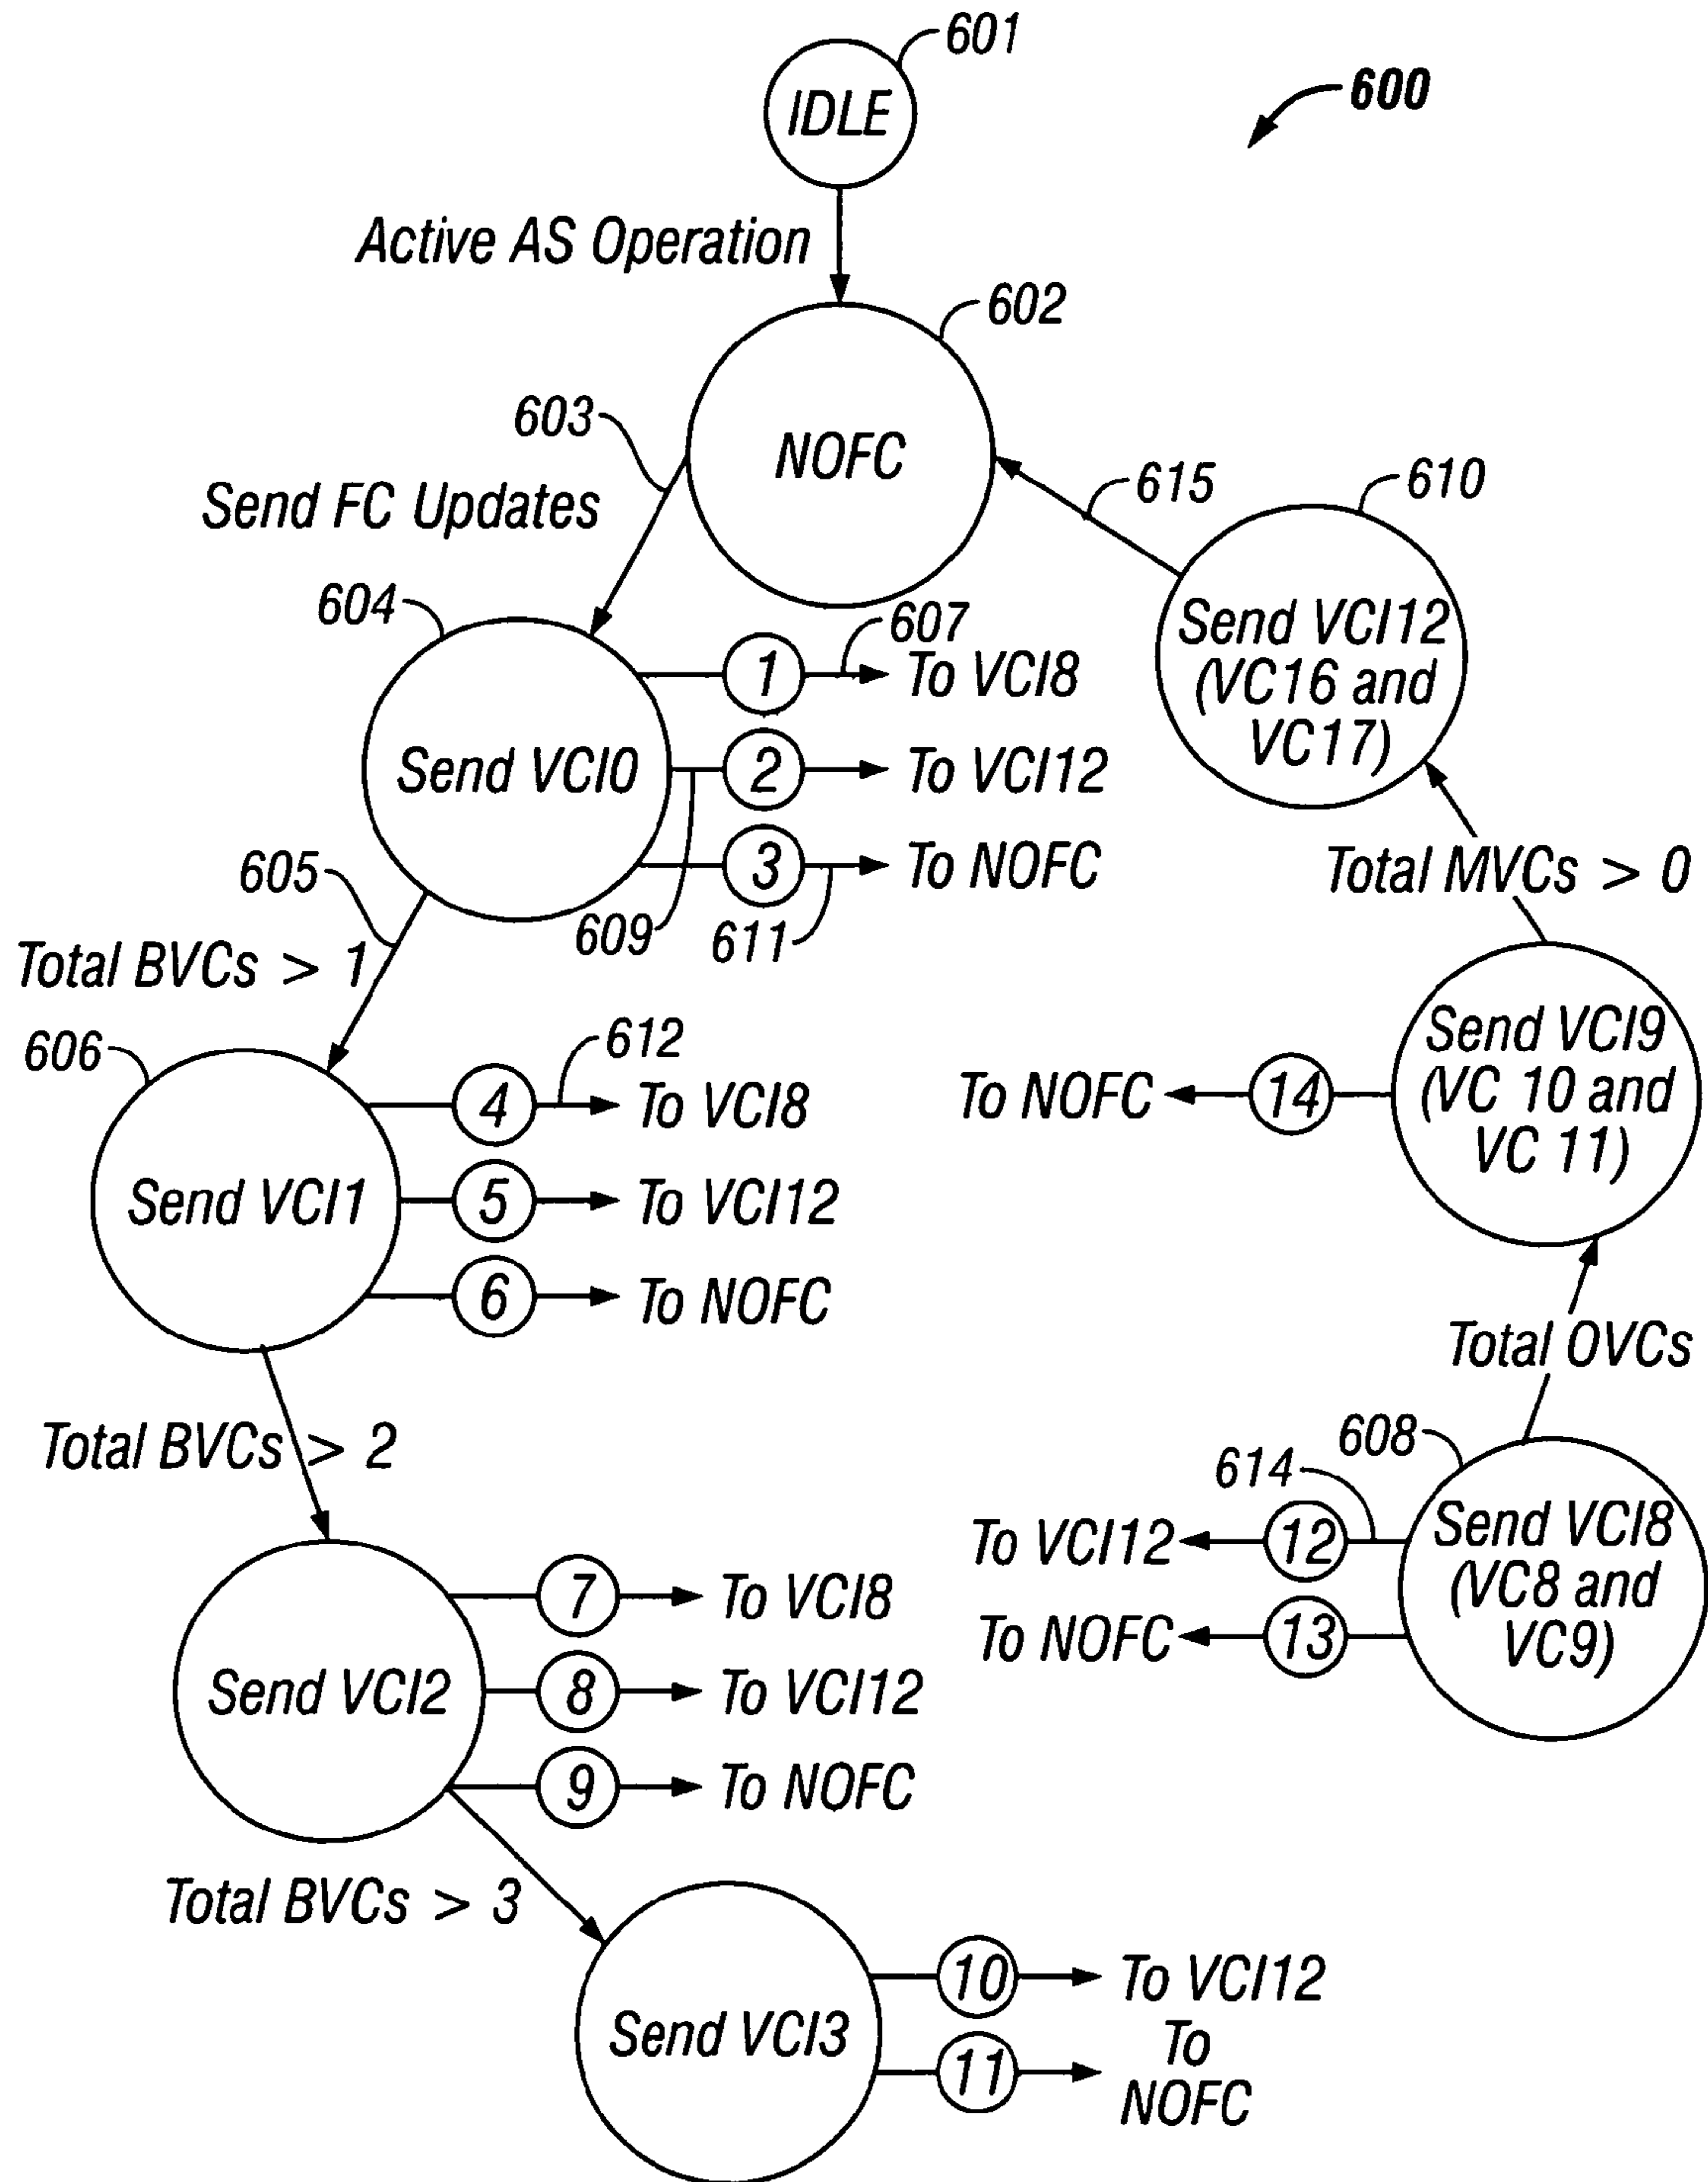 601
600
IDLE
Active AS Operation
602
603
NOFC
Send FC Updates
615
610
604
607
Send VCI12
(VC16 and
VC17)
1
To VCI8
Send VCI0
2
To VCI12
3
To NOFC
605
609
611
Total MVCs > 0
Total BVCs > 1
606
612
4
To VCI8
Send VCI1
5
To VCI12
6
To NOFC
Send VCI9
(VC 10 and
VC 11)
To NOFC
14
Total OVCs
Total BVCs > 2
608
614
To VCI12
12
To NOFC
13
Send VCI8
(VC8 and
VC9)
7
To VCI8
Send VCI2
8
To VCI12
9
To NOFC
Total BVCs > 3
10
To VCI12
Send VCI3
11
To
NOFC